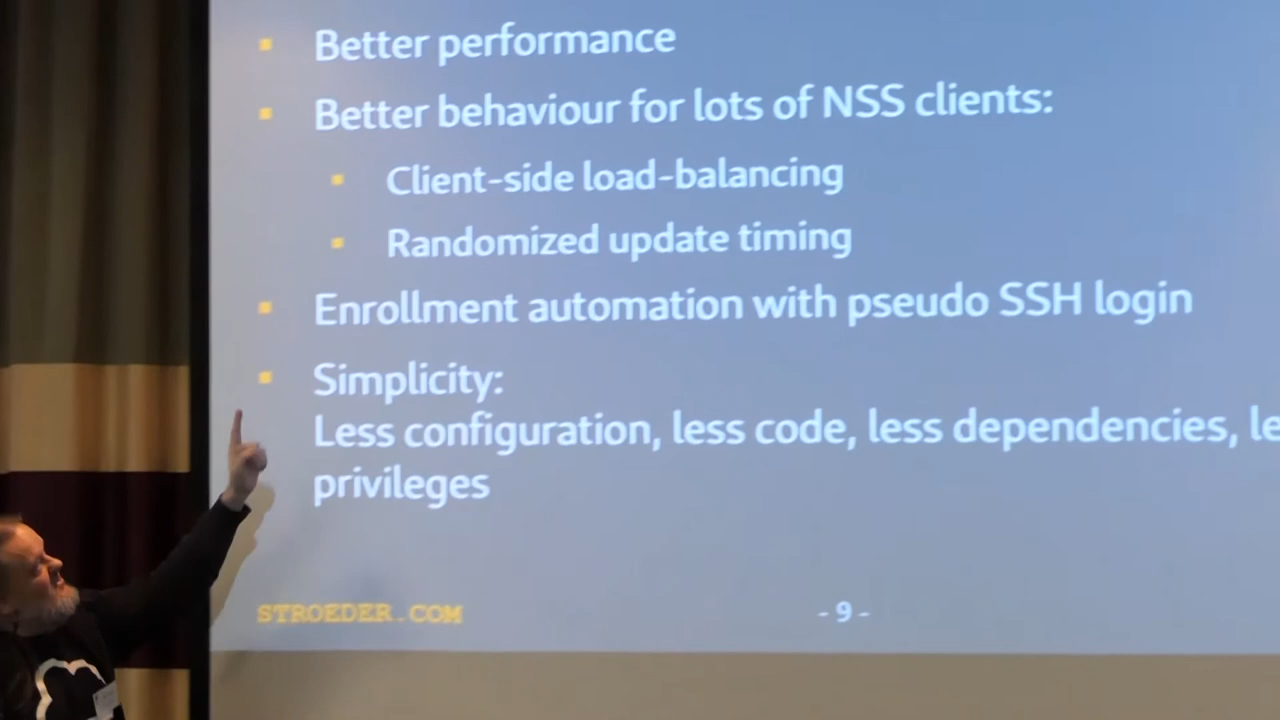 Better performance
Better behaviour for lots of NSS clients:
Client-side load-balancing
Randomized update timing
Enrollment automation with pseudo SSH login
Simplicity:
Less configuration, less code, less dependencies, le
privileges
STROEDER.COM
- 9 -